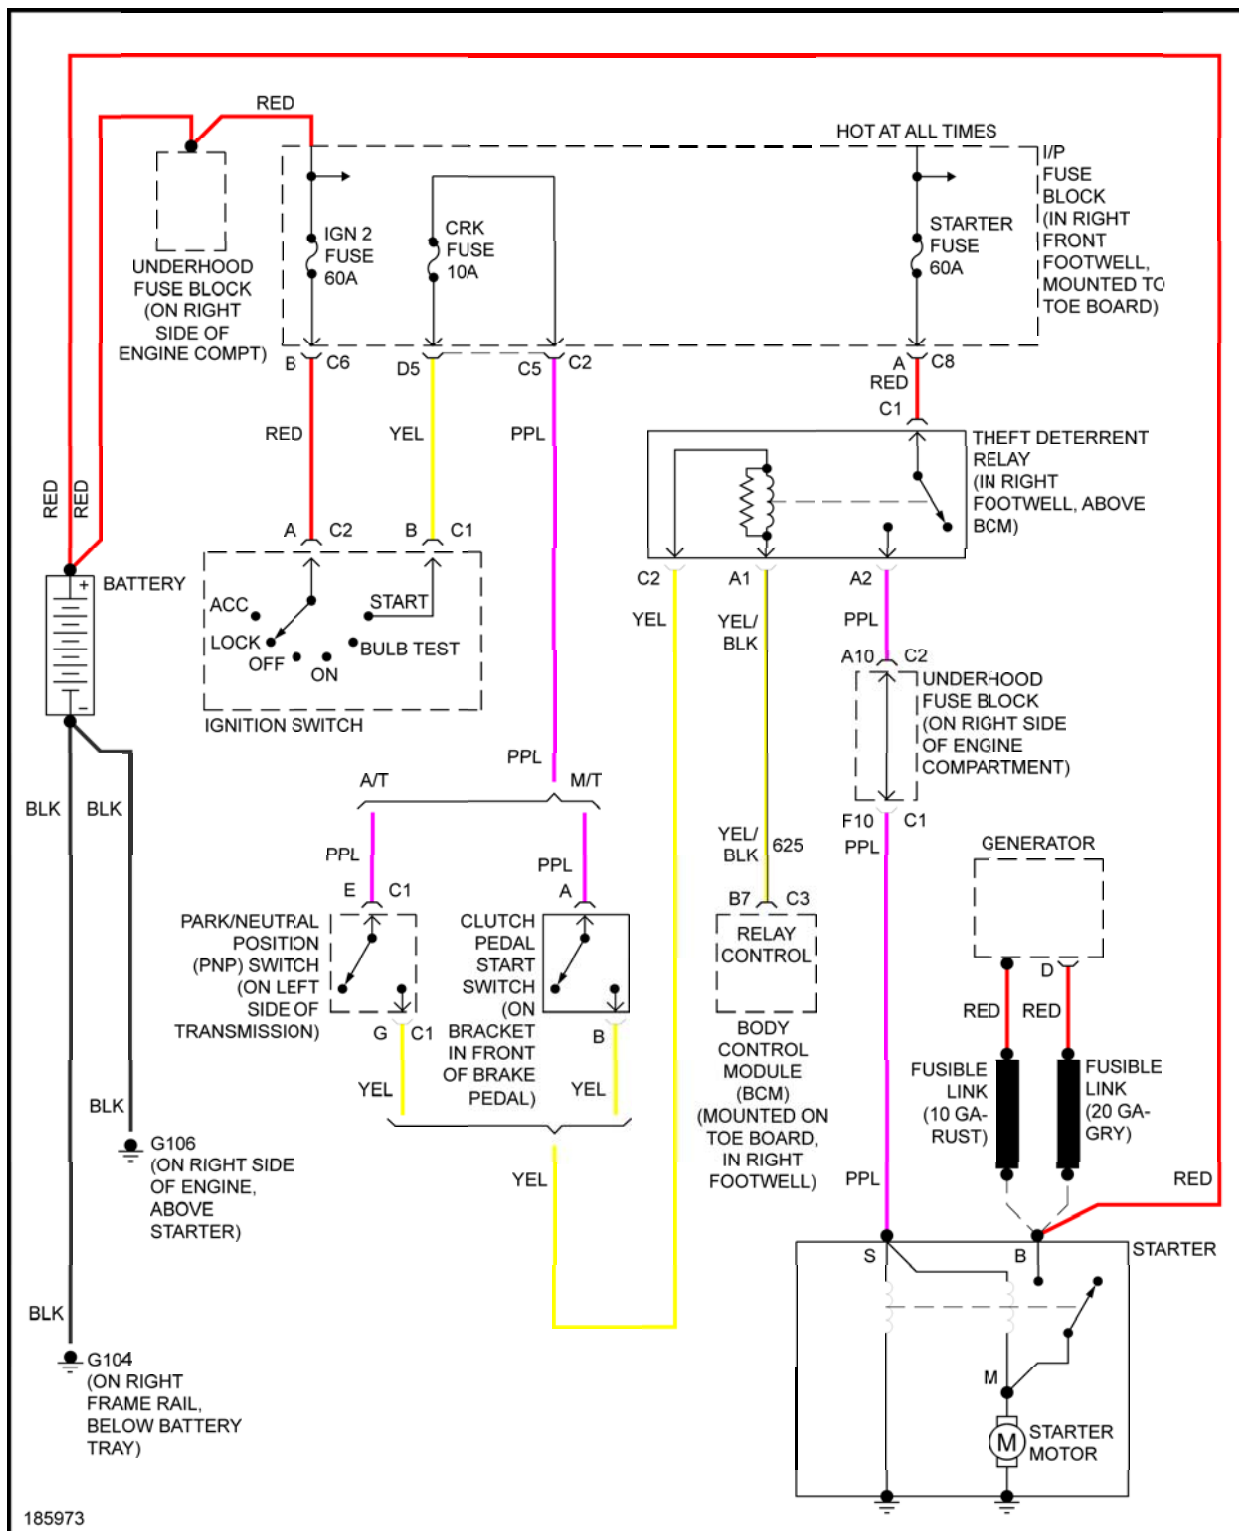 RED
HOT AT ALL TIMES
I/P
FUSE
BLOCK
(IN RIGHT
FRONT
FOOTWELL,
MOUNTED TO
TOE BOARD)
IGN 2
FUSE
60A
CRK
FUSE
10A
STARTER
FUSE
60A
UNDERHOOD
FUSE BLOCK
(ON RIGHT
SIDE OF
ENGINE COMPT)
B C6
D5
C5 C2
A C8
RED
C1
RED
YEL
PPL
THEFT DETERRENT
RELAY
(IN RIGHT
FOOTWELL, ABOVE
BCM)
RED
RED
A C2
B C1
BATTERY
+
-
ACC
LOCK
OFF
ON
START
BULB TEST
IGNITION SWITCH
C2
A1
A2
YEL
YEL/
BLK
PPL
A10 C2
UNDERHOOD
FUSE BLOCK
(ON RIGHT SIDE
OF ENGINE
COMPARTMENT)
F10 C1
PPL
PPL
A/T
M/T
BLK
BLK
YEL/
BLK
625
GENERATOR
PPL
PPL
E C1
A
B7 C3
PARK/NEUTRAL
POSITION
(PNP) SWITCH
(ON LEFT
SIDE OF
TRANSMISSION)
CLUTCH
PEDAL
START
SWITCH
(ON
BRACKET
IN FRONT
OF BRAKE
PEDAL)
RELAY
CONTROL
BODY
CONTROL
MODULE
(BCM)
(MOUNTED ON
TOE BOARD,
IN RIGHT
FOOTWELL)
D
RED
RED
G C1
B
YEL
YEL
FUSIBLE
LINK
(10 GA-
RUST)
FUSIBLE
LINK
(20 GA-
GRY)
BLK
G106
(ON RIGHT SIDE
OF ENGINE,
ABOVE
STARTER)
YEL
PPL
RED
S
B
STARTER
BLK
G104
(ON RIGHT
FRAME RAIL,
BELOW BATTERY
TRAY)
M
M
STARTER
MOTOR
185973